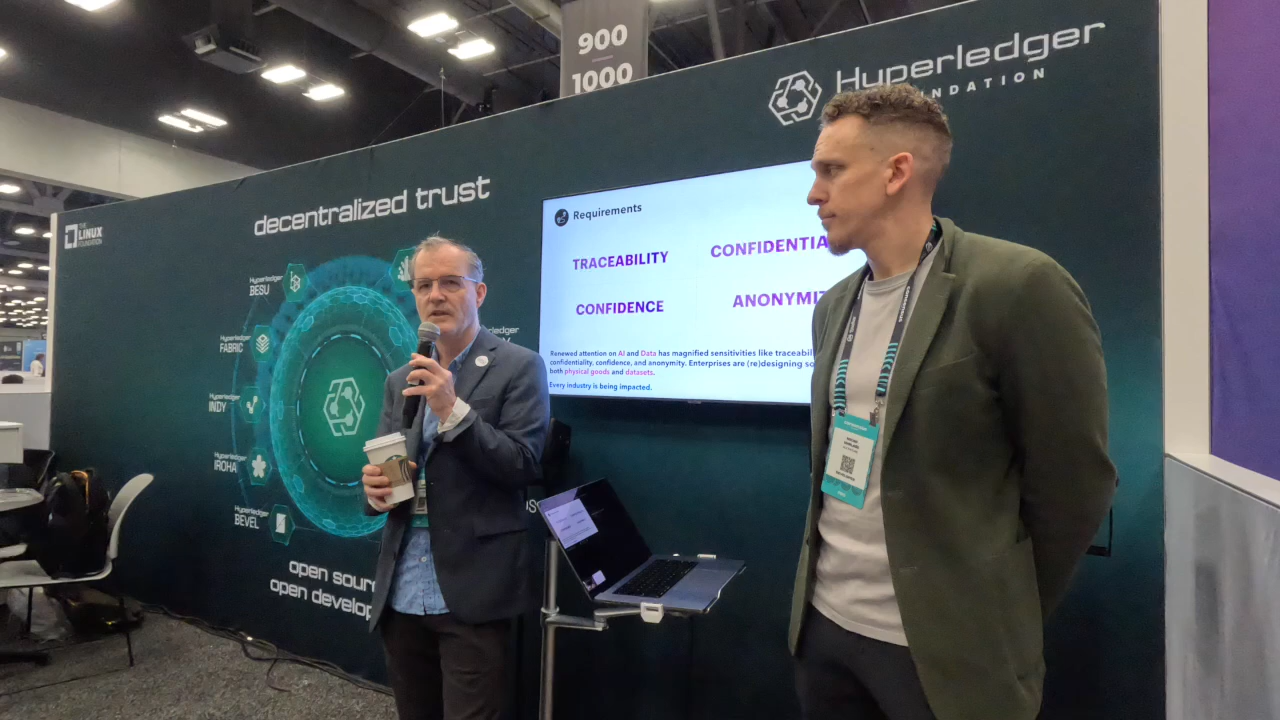 900
1000
Hyperledger
NDATION
THE
LINUX
FOUNDATION
decentralized trust
Requirements
TRACEABILITY
CONFIDENTIA
CONFIDENCE
ANONYMI
Renewed attention on AI and Data has magnified sensitivities like traceabil
confidentiality, confidence, and anonymity. Enterprises are (re)designing so
both physical goods and datasets.
Every industry is being impacted.
Hyperledger
BESU
Hyperledger
FABRIC
Hyperledger
INDY
Hyperledger
IROHA
Hyperledger
BEVEL
open sour
open develop